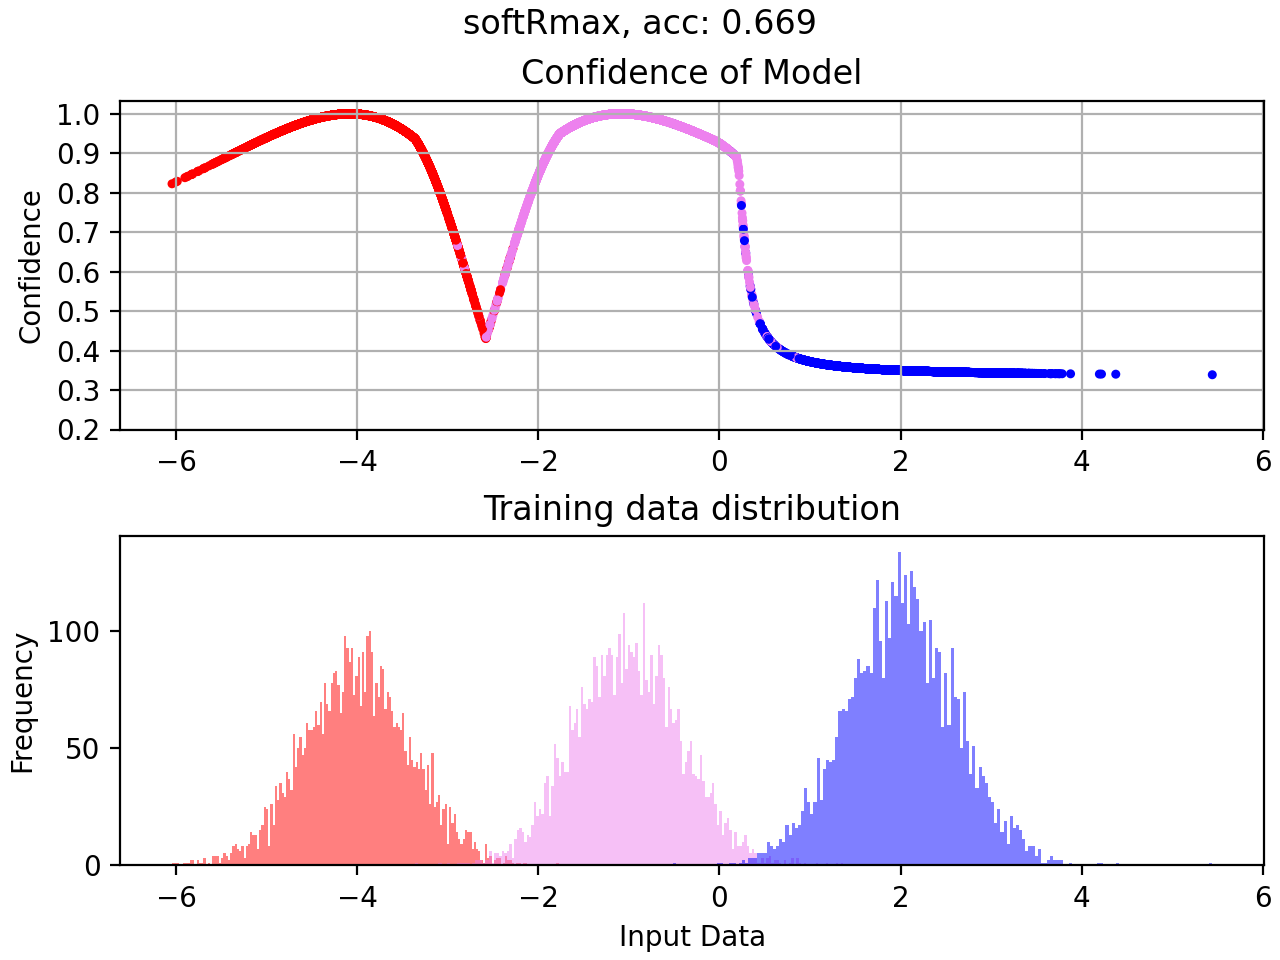 softRmax, acc: 0.669
Confidence of Model
Confidence
1.0
0.9
0.8
0.7
0.6
0.5
0.4
0.3
0.2
−6 −4 −2 0 2 4 6
Training data distribution
Frequency
100
50
0
−6 −4 −2 0 2 4 6
Input Data